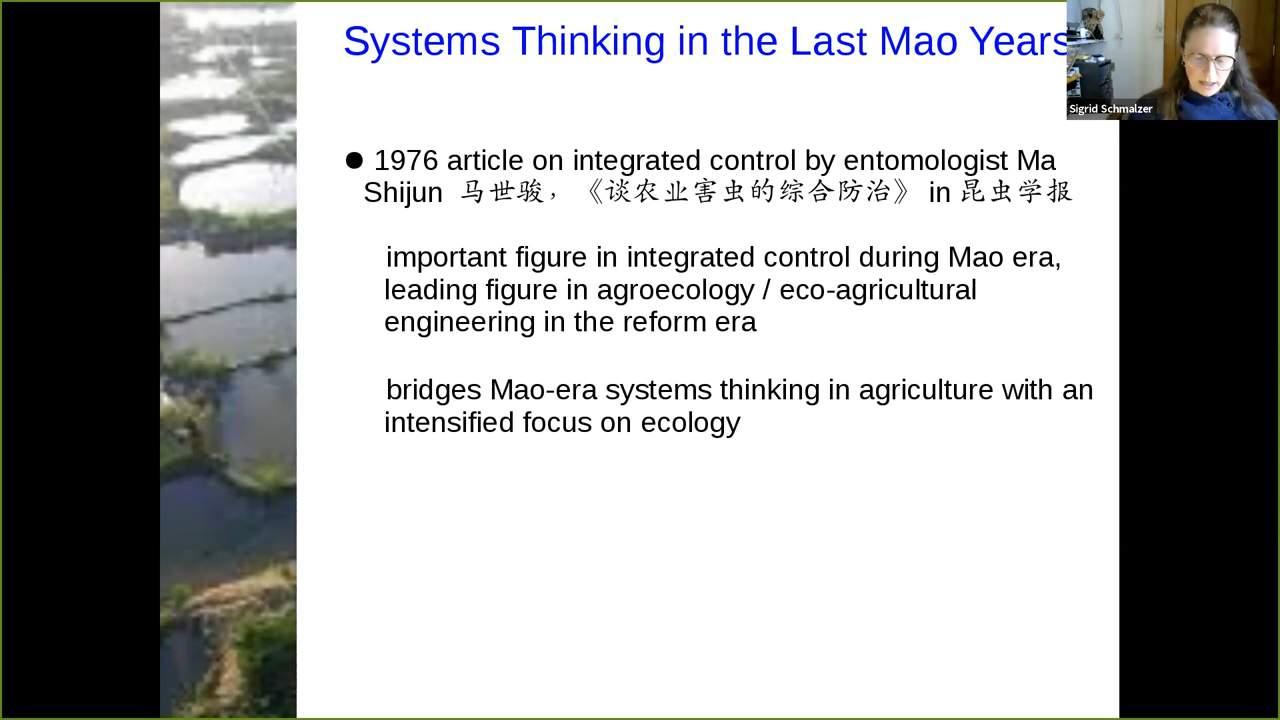 Systems Thinking in the Last Mao Years
Sigrid Schmalzer
● 1976 article on integrated control by entomologist Ma
Shijun 马世骏，《谈农业害虫的综合防治》 in 昆虫学报
important figure in integrated control during Mao era,
leading figure in agroecology / eco-agricultural
engineering in the reform era
bridges Mao-era systems thinking in agriculture with an
intensified focus on ecology